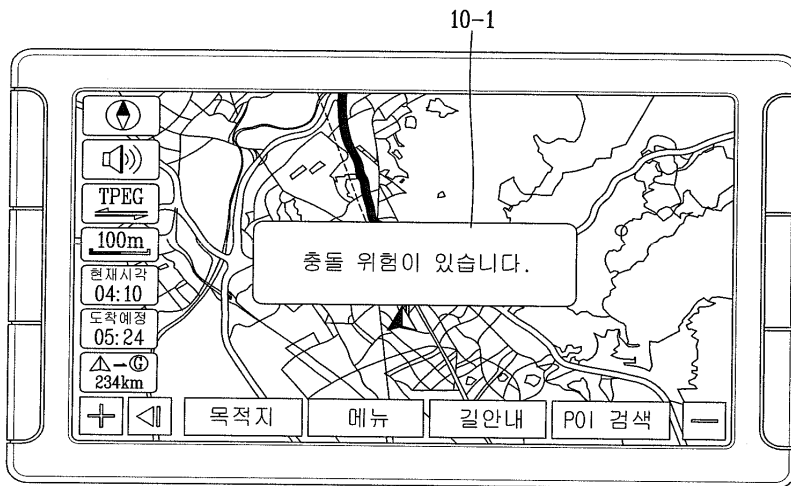 10-1
TPEG
100m
충돌 위험이 있습니다.
현재시각
04:10
도착예정
05:24
G
234km
목적지
메뉴
길안내
POI 검색